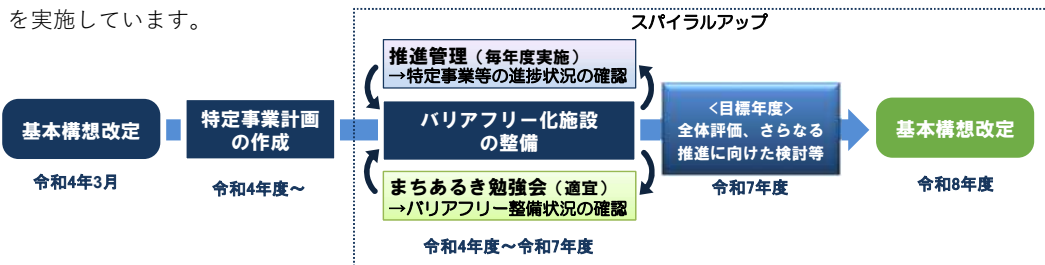 を実施しています。
スパイラルアップ
推進管理（毎年度実施）
→特定事業等の進捗状況の確認
基本構想改定
特定事業計画
の作成
バリアフリー化施設
の整備
<目標年度>
全体評価、さらなる
推進に向けた検討等
基本構想改定
まちあるき勉強会（適宜）
→バリアフリー整備状況の確認
令和4年3月
令和4年度～
令和7年度
令和8年度
令和4年度～令和7年度